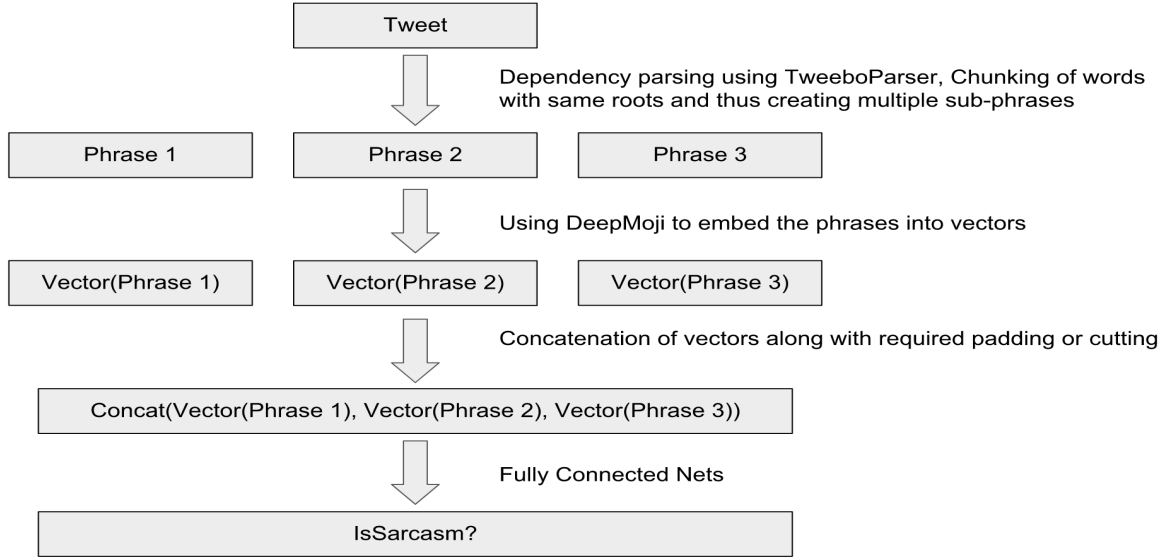 Tweet
Dependency parsing using TweeboParser, Chunking of words
with same roots and thus creating multiple sub-phrases
Phrase 1
Phrase 2
Phrase 3
Using DeepMoji to embed the phrases into vectors
Vector(Phrase 1)
Vector(Phrase 2)
Vector(Phrase 3)
Concatenation of vectors along with required padding or cutting
Concat(Vector(Phrase 1), Vector(Phrase 2), Vector(Phrase 3))
Fully Connected Nets
IsSarcasm?